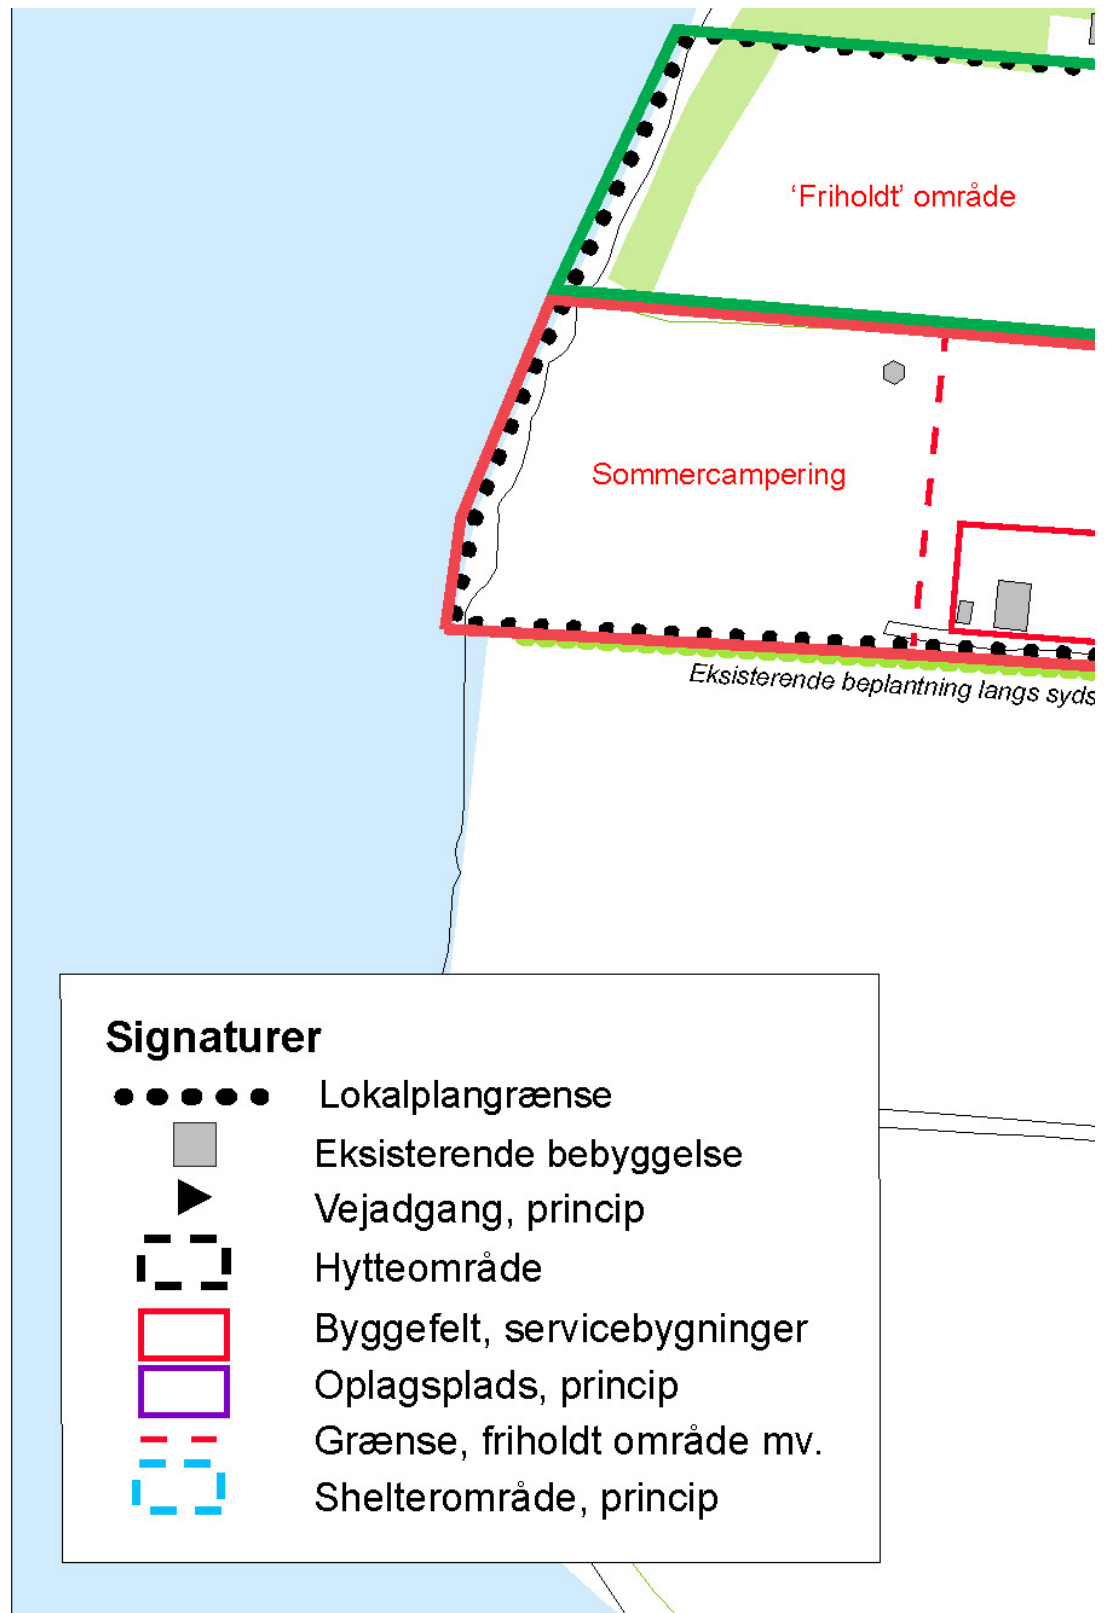 ‘Friholdt’ område
Sommercampering
Eksisterende beplantning langs syds
Signaturer
Lokalplangrænse
Eksisterende bebyggelse
Vejadgang, princip
Hytteområde
Byggefelt, servicebygninger
Oplagsplads, princip
Grænse, friholdt område mv.
Shelterområde, princip